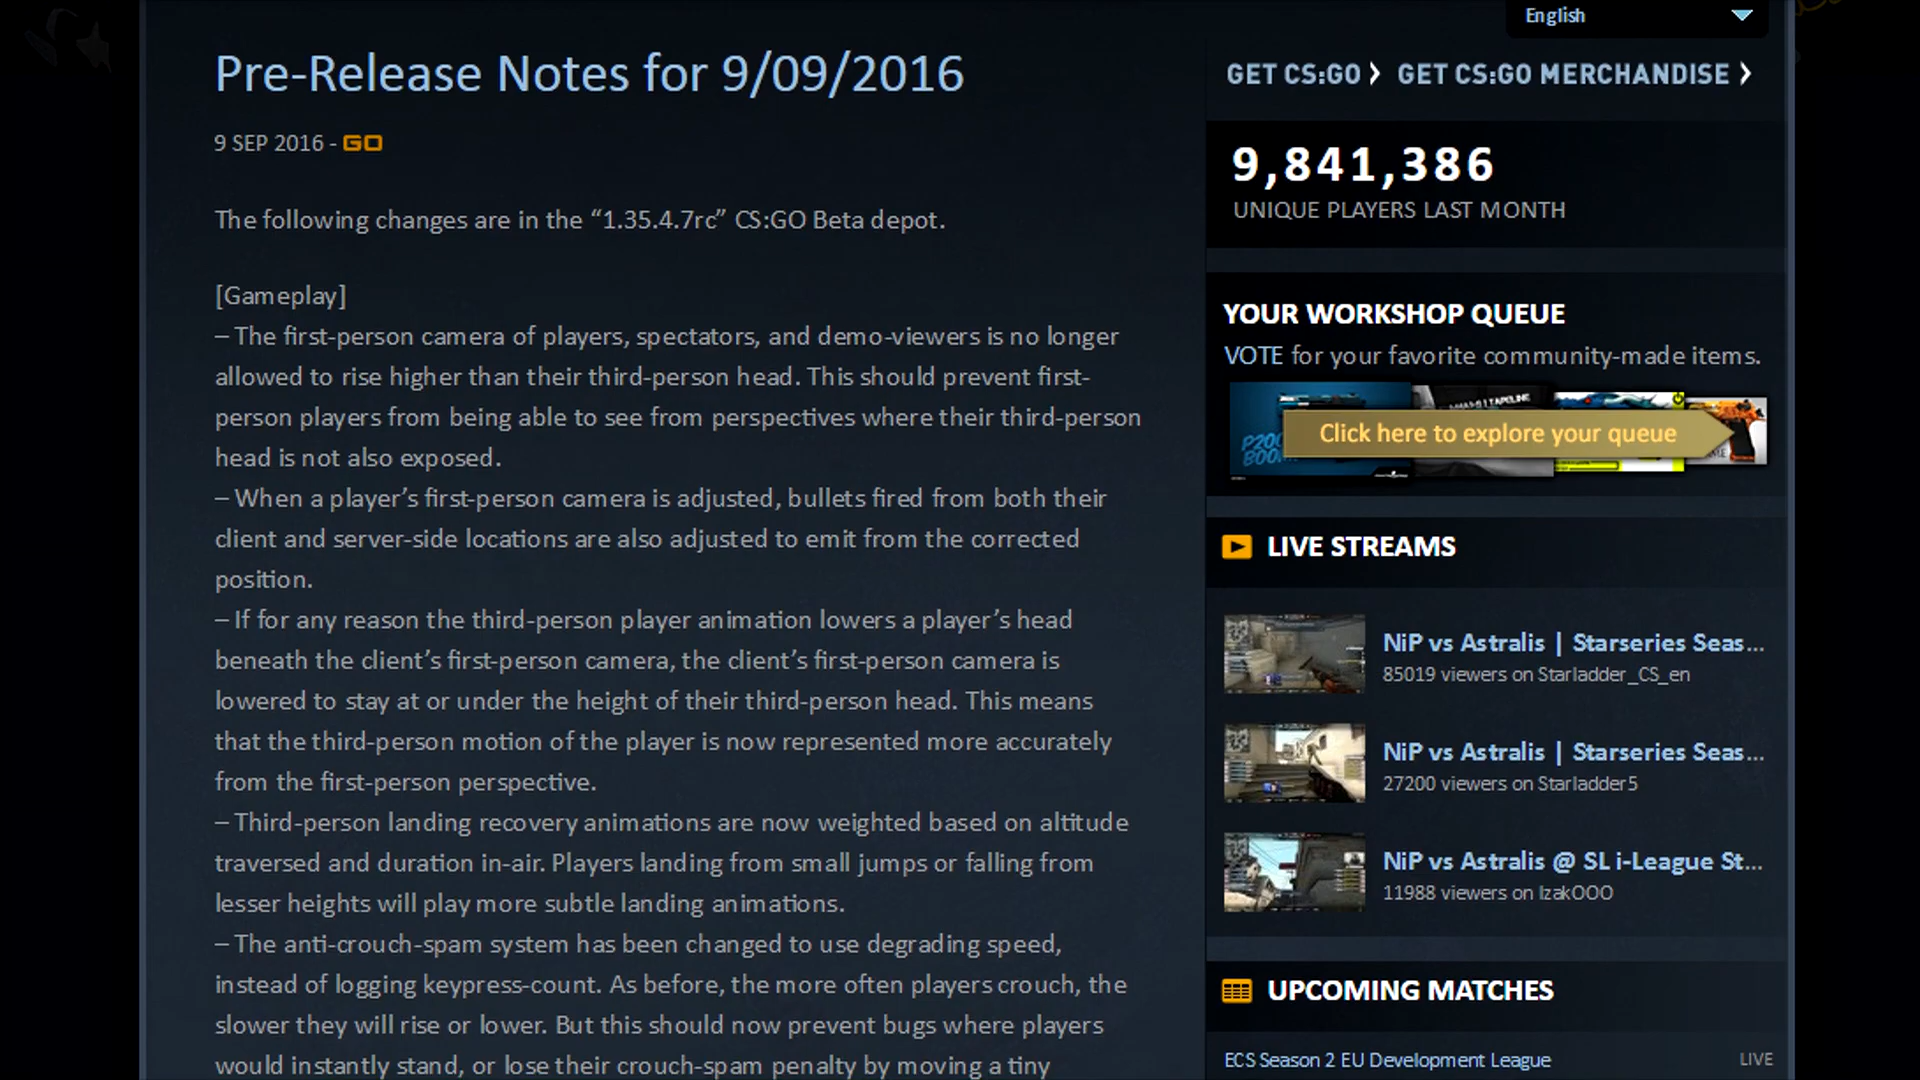 English
Pre-Release Notes for 9/09/2016
9 SEP 2016 - GO
The following changes are in the “1.35.4.7rc” CS:GO Beta depot.
[Gameplay]
– The first-person camera of players, spectators, and demo-viewers is no longer
allowed to rise higher than their third-person head. This should prevent first-
person players from being able to see from perspectives where their third-person
head is not also exposed.
– When a player’s first-person camera is adjusted, bullets fired from both their
client and server-side locations are also adjusted to emit from the corrected
position.
– If for any reason the third-person player animation lowers a player’s head
beneath the client’s first-person camera, the client’s first-person camera is
lowered to stay at or under the height of their third-person head. This means
that the third-person motion of the player is now represented more accurately
from the first-person perspective.
– Third-person landing recovery animations are now weighted based on altitude
traversed and duration in-air. Players landing from small jumps or falling from
lesser heights will play more subtle landing animations.
– The anti-crouch-spam system has been changed to use degrading speed,
instead of logging keypress-count. As before, the more often players crouch, the
slower they will rise or lower. But this should now prevent bugs where players
would instantly stand, or lose their crouch-spam penalty by moving a tiny
GET CS:GO GET CS:GO MERCHANDISE
9,841,386
UNIQUE PLAYERS LAST MONTH
YOUR WORKSHOP QUEUE
VOTE for your favorite community-made items.
Click here to explore your queue
LIVE STREAMS
NiP vs Astralis | Starseries Seas...
85019 viewers on Starladder_CS_en
NiP vs Astralis | Starseries Seas...
27200 viewers on Starladder5
NiP vs Astralis @ SL i-League St...
11988 viewers on IzakOOO
UPCOMING MATCHES
ECS Season 2 EU Development League LIVE